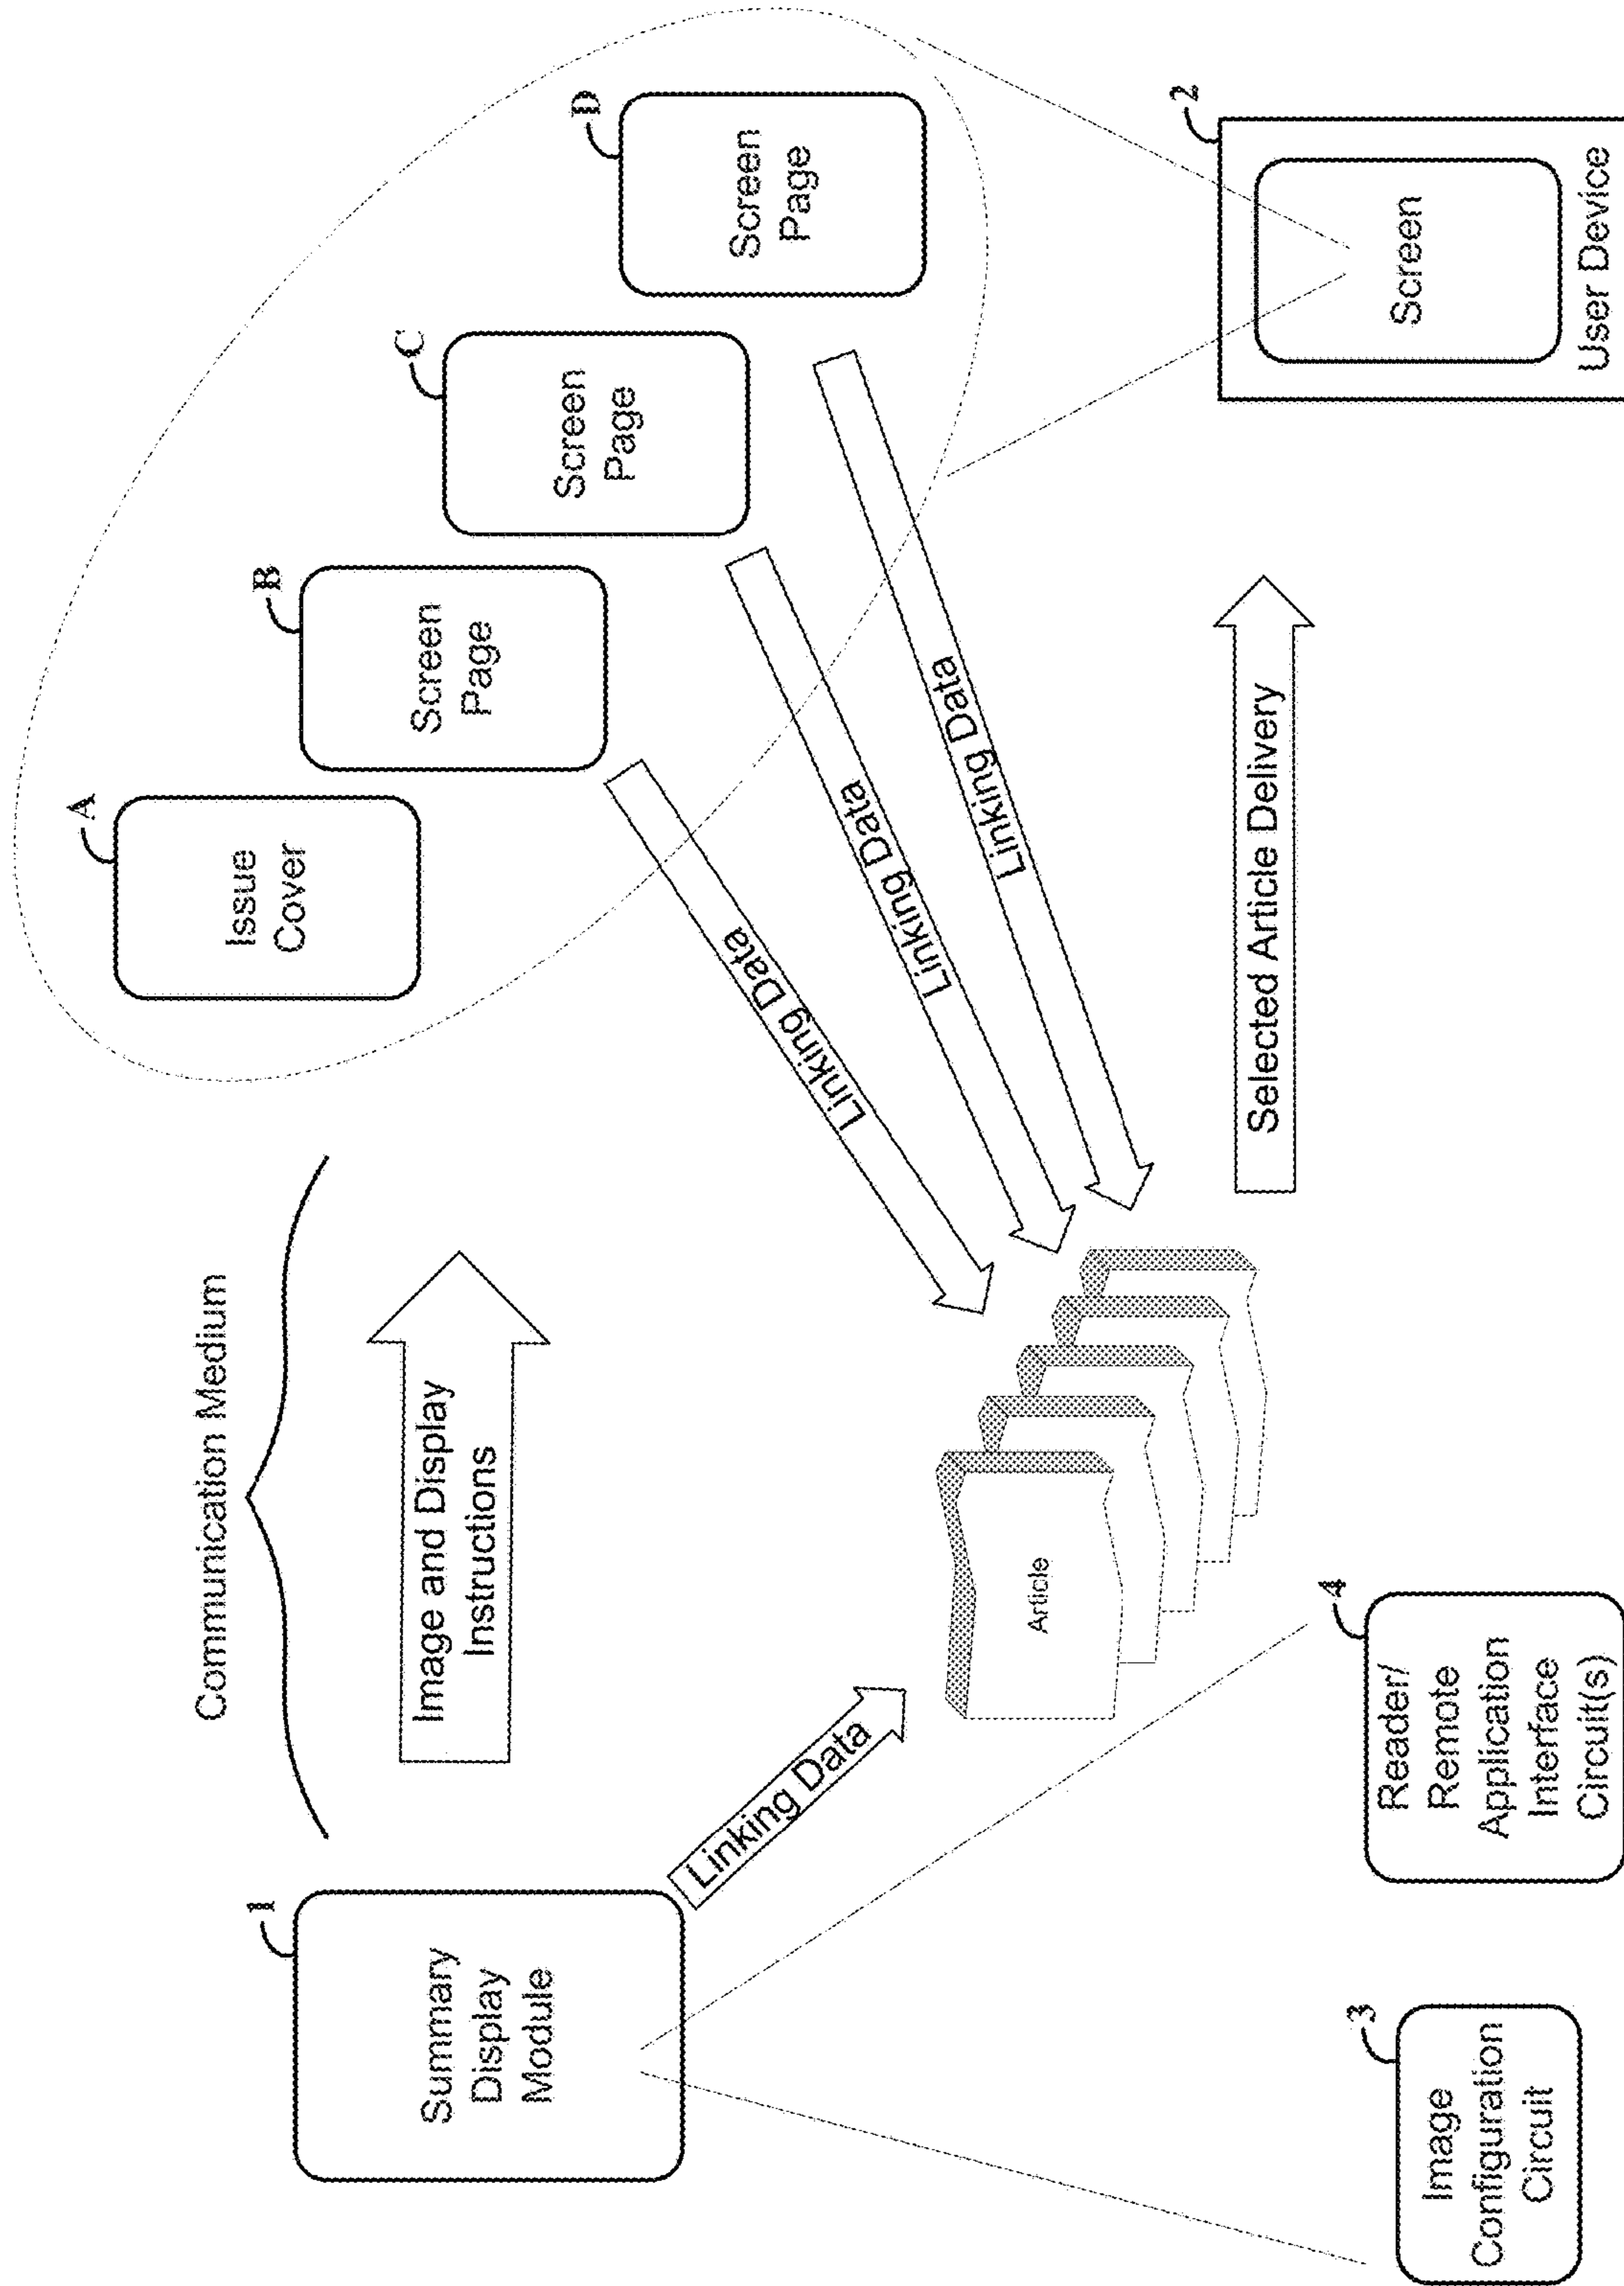 Communication Medium
1
Summary
Display
Module
Image and Display
Instructions
A
Issue
Cover
B
Screen
Page
C
Screen
Page
D
Screen
Page
Linking Data
Linking Data
Linking Data
Linking Data
Article
Selected Article Delivery
2
Screen
User Device
3
Image
Configuration
Circuit
4
Reader/
Remote
Application
Interface
Circuit(s)